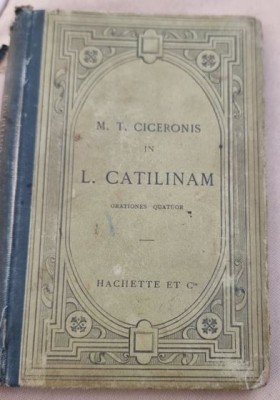 M. T. CICERONIS
IN
L. CATILINAM
ORATIONES QUATUOR
HACHETTE ET Cie